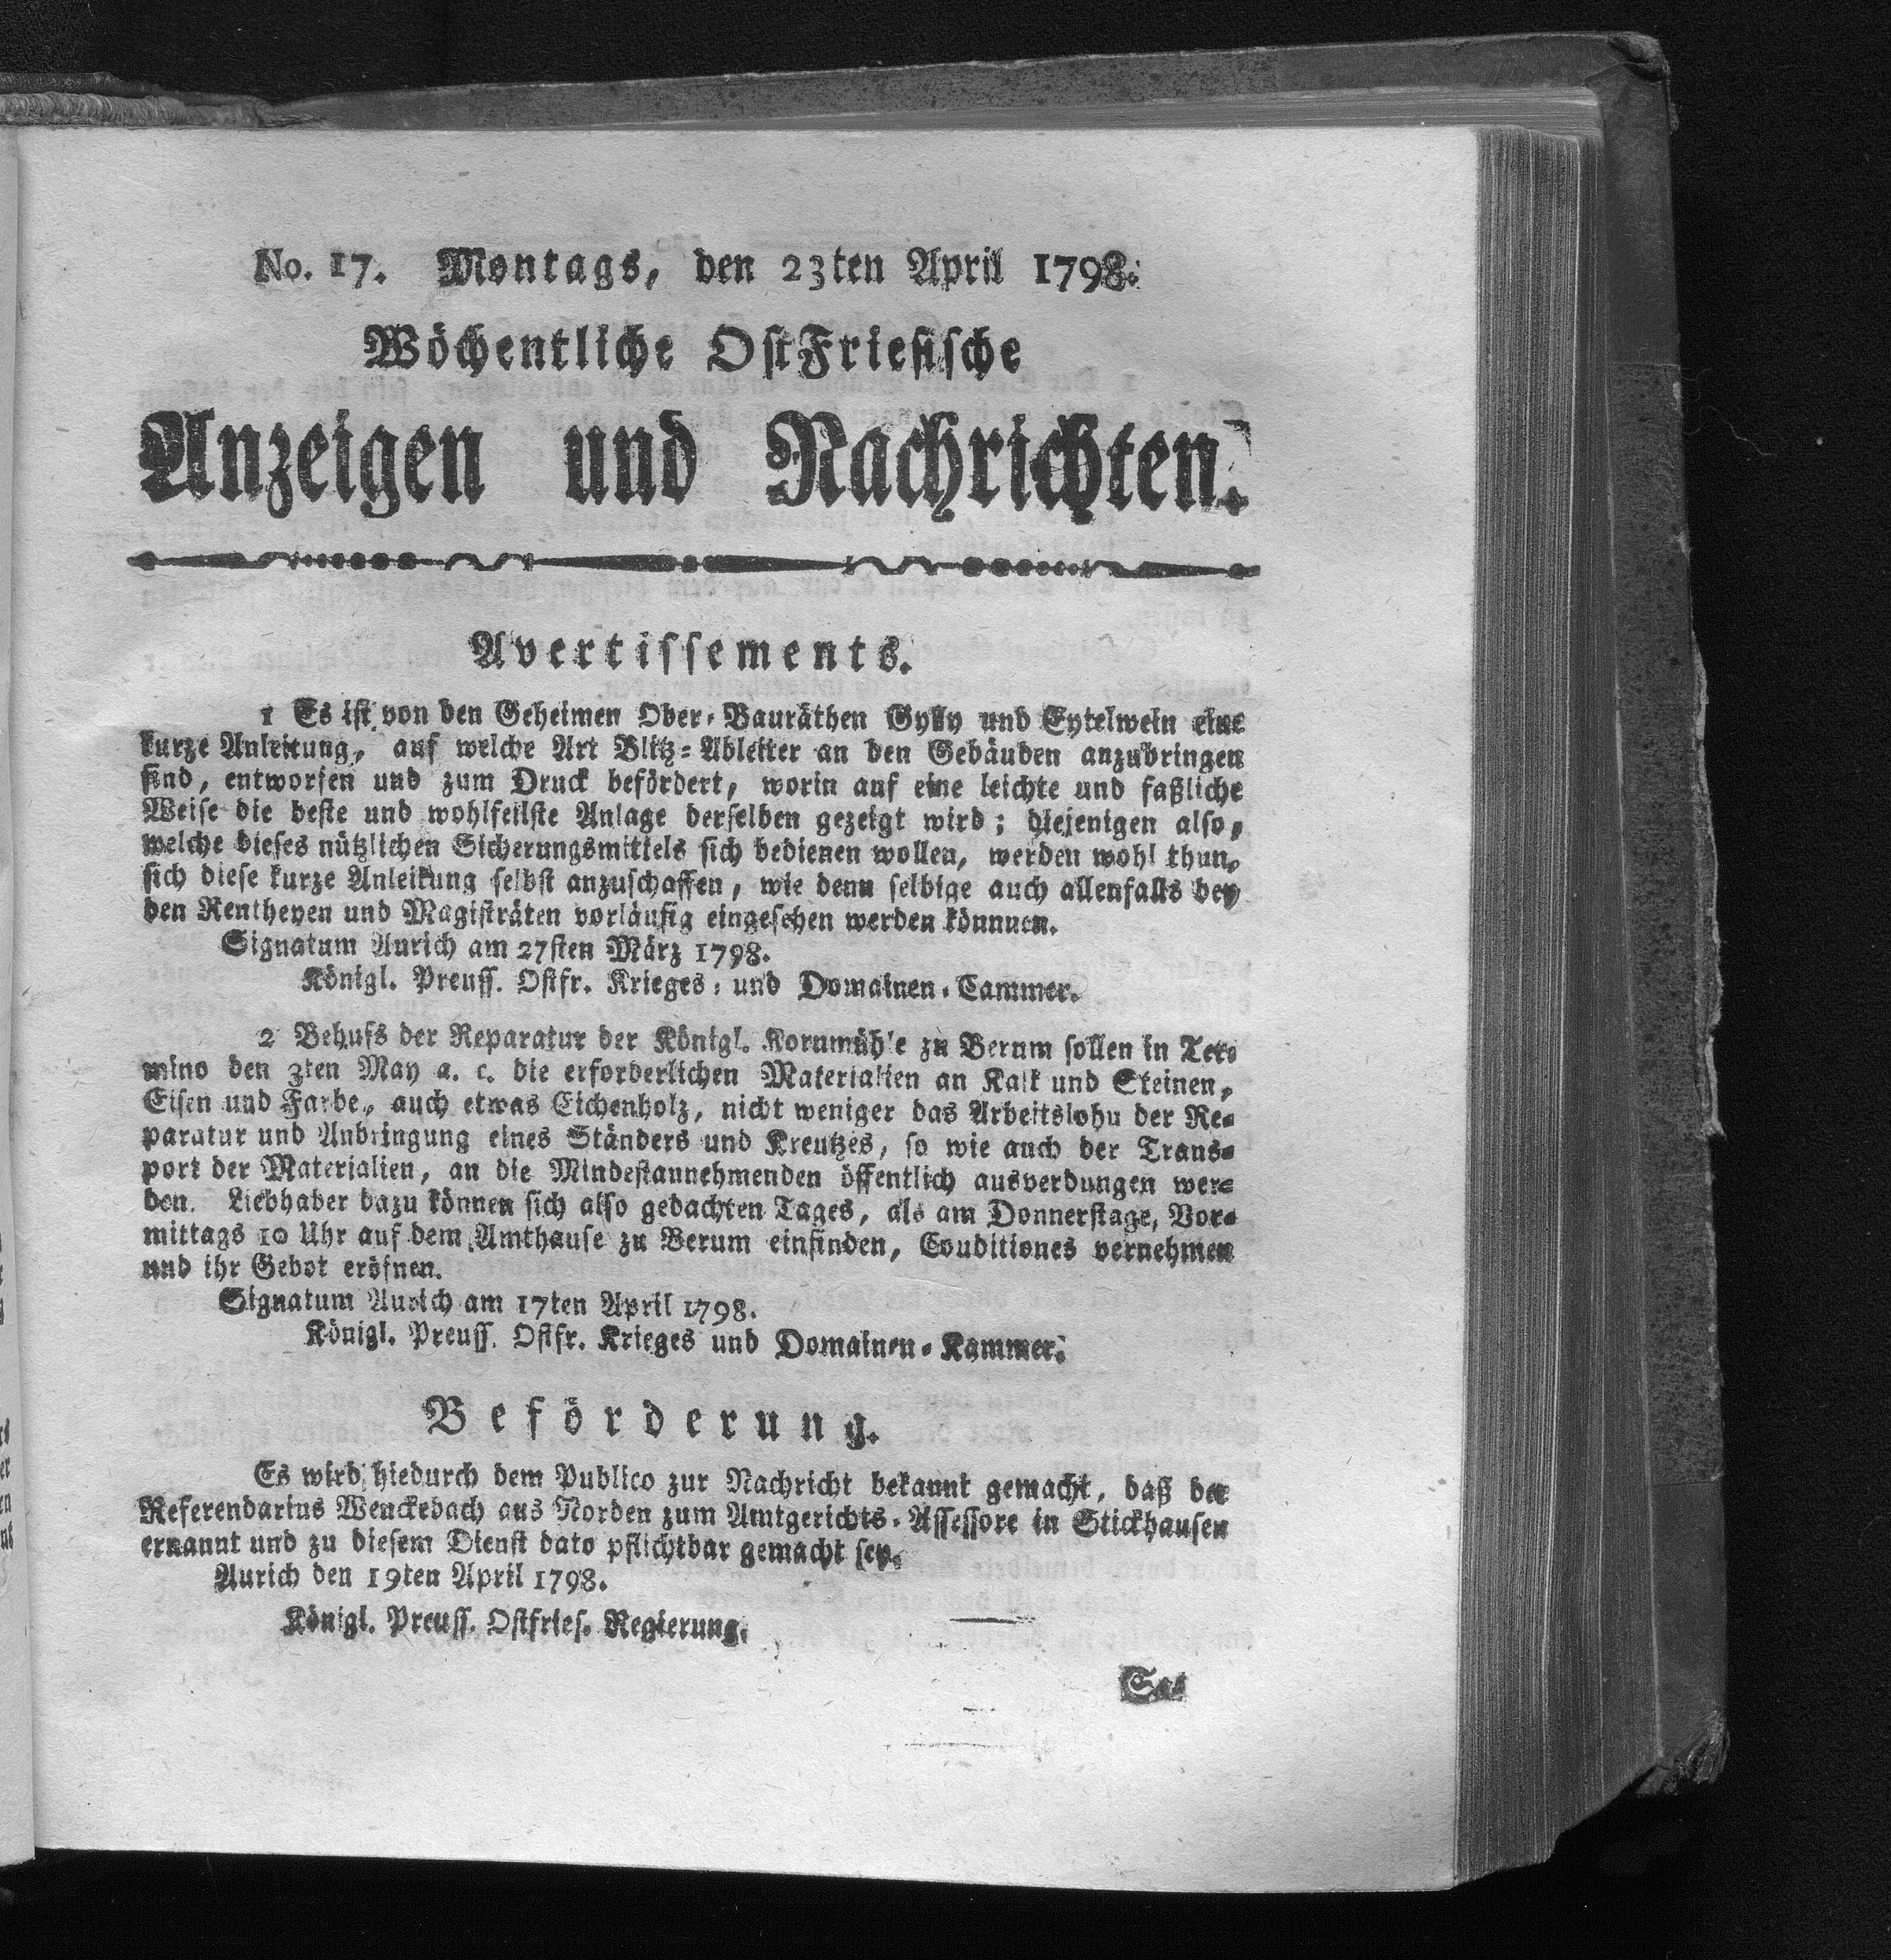 No. 17. Montags, den 23ten April 1798.
Wöchentliche OstFriesische
Anzeigen und Nachrichten.
Avertissements.
1 Es ist von den Geheimen Ober-Bauräthen Gylly und Eytelwein eine
kurze Anleitung, auf welche Art Blitz-Ableiter an den Gebäuden anzubringen
sind, entworfen und zum Druck befördert, worin auf eine leichte und faßliche
Weise die beste und wohlfeilste Anlage derselben gezeigt wird; diejenigen also,
welche dieses nützlichen Sicherungsmittels sich bedienen wollen, werden wohl thun,
sich diese kurze Anleitung selbst anzuschaffen, wie denn selbige auch allenfalls bey
den Rentheyen und Magisträten vorläufig eingesehen werden könnnen.
Signatum Aurich am 27sten März 1798.
Königl. Preuss. Ostfr. Krieges- und Domainen-Cammer.
2 Behufs der Reparatur der Königl. Kornmühle zu Berum sollen in Ter-
mino den 3ten May a. c. die erforderlichen Materialien an Kalk und Steinen,
Eisen und Farbe, auch etwas Eichenholz, nicht weniger das Arbeitslohn der Re-
paratur und Anbringung eines Ständers und Kreutzes, so wie auch der Trans-
port der Materialien, an die Mindestannehmenden öffentlich ausverdungen wer-
den. Liebhaber dazu können sich also gedachten Tages, als am Donnerstage, Vor-
mittags 10 Uhr auf dem Amthause zu Berum einfinden, Conditiones vernehmen
und ihr Gebot eröfnen.
Signatum Aurich am 17ten April 1798.
Königl. Preuss. Ostfr. Krieges und Domainen-Kammer.
Beförderung.
Es wird hiedurch dem Publico zur Nachricht bekannt gemacht, daß der
Referendarius Wenckebach aus Norden zum Amtgerichts-Assessore in Stickhausen
ernannt und zu diesem Dienst dato pflichtbar gemacht sey.
Aurich den 19ten April 1798.
Königl. Preuss. Ostfries. Regierung.